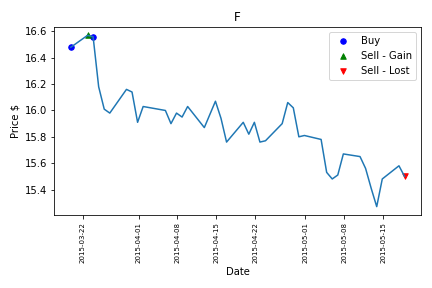 F
Buy
Sell - Gain
Sell - Lost
Price $
16.6
16.4
16.2
16.0
15.8
15.6
15.4
2015-03-22
2015-04-01
2015-04-08
2015-04-15
2015-04-22
2015-05-01
2015-05-08
2015-05-15
Date